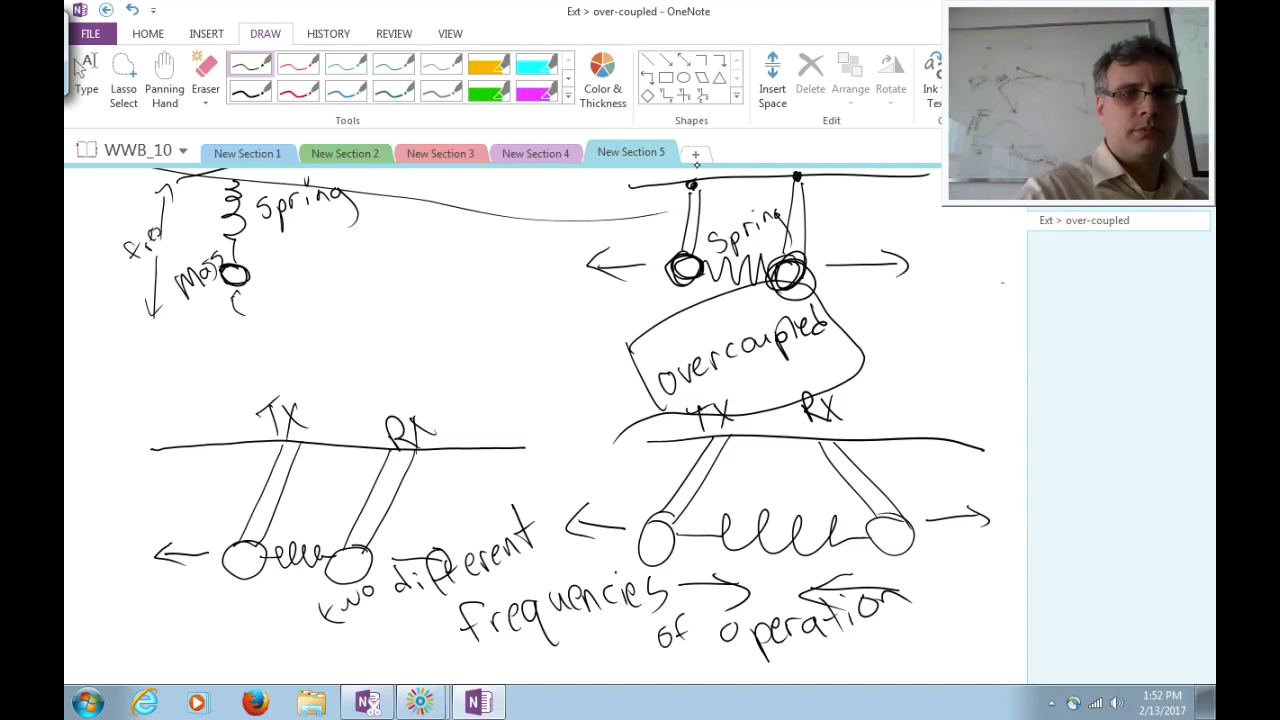 Ext > over-coupled - OneNote
FILE HOME INSERT DRAW HISTORY REVIEW VIEW
Type
Lasso Select
Panning Hand
Eraser
Color & Thickness
Insert Space
Delete Arrange Rotate
Ink to
Tools Shapes Edit
WWB_10
New Section 1 New Section 2 New Section 3 New Section 4 New Section 5
Ext > over-coupled
Spring
Mass
Spring
overcoupled
TX RX
TX RX
two different
frequencies
of operation
1:52 PM
2/13/2017